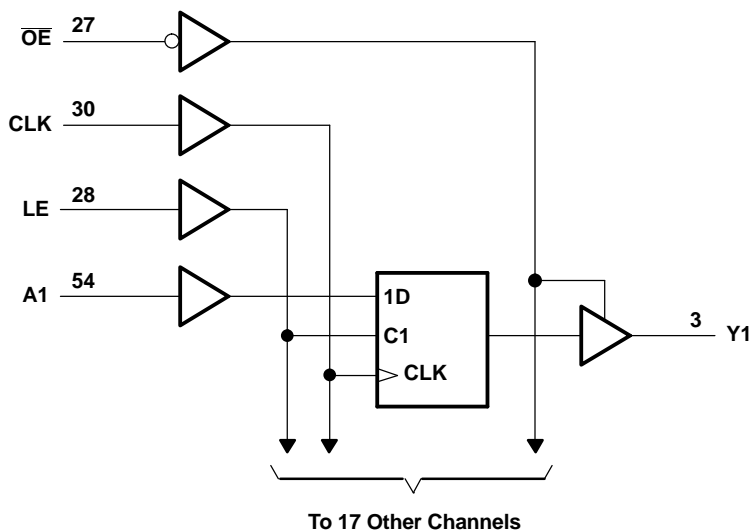 OE 27
CLK 30
LE 28
A1 54
1D
C1
CLK
3 Y1
To 17 Other Channels